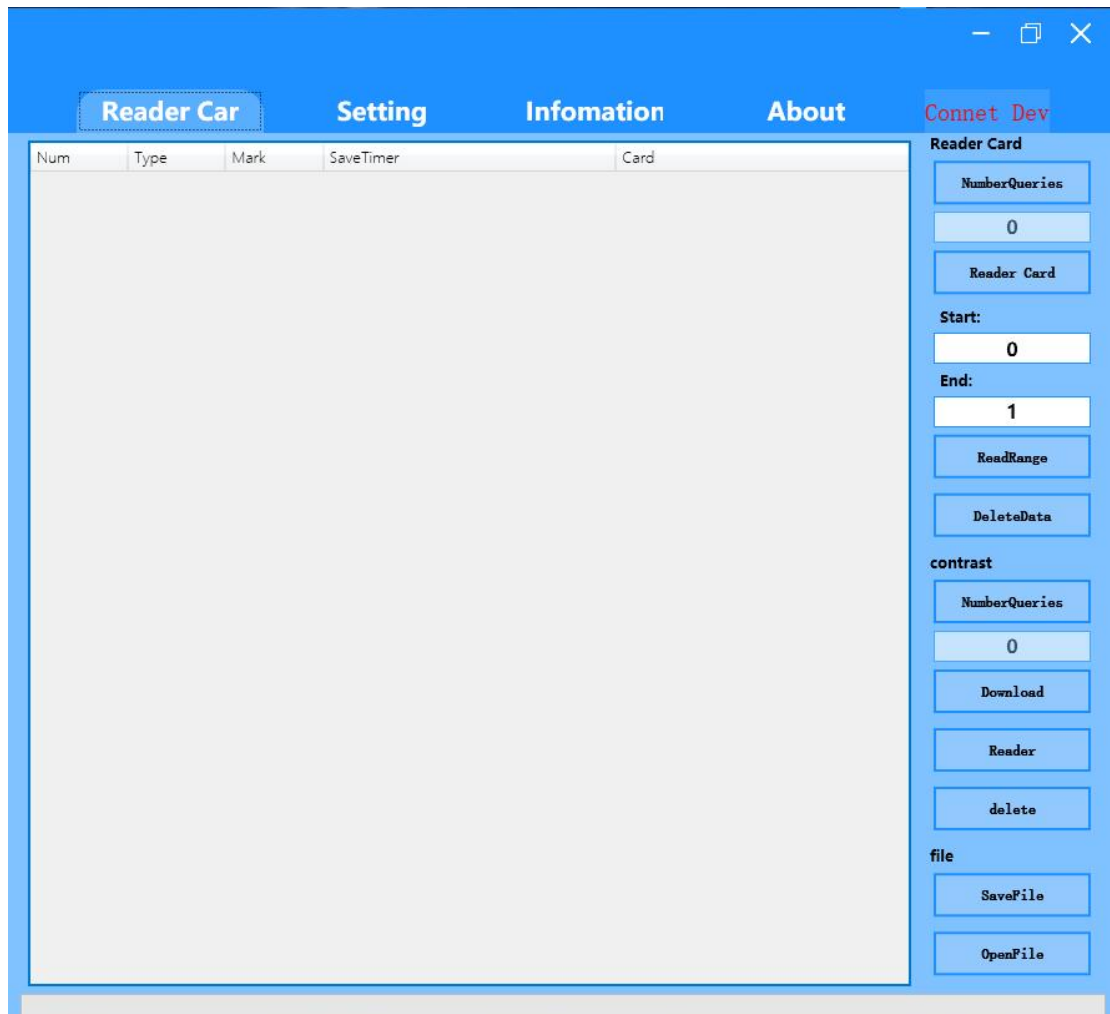 Reader Car Setting Infomation About Connet Dev
Num Type Mark SaveTimer Card
Reader Card
NumberQueries
0
Reader Card
Start:
0
End:
1
ReadRange
DeleteData
contrast
NumberQueries
0
Download
Reader
delete
file
SaveFile
OpenFile